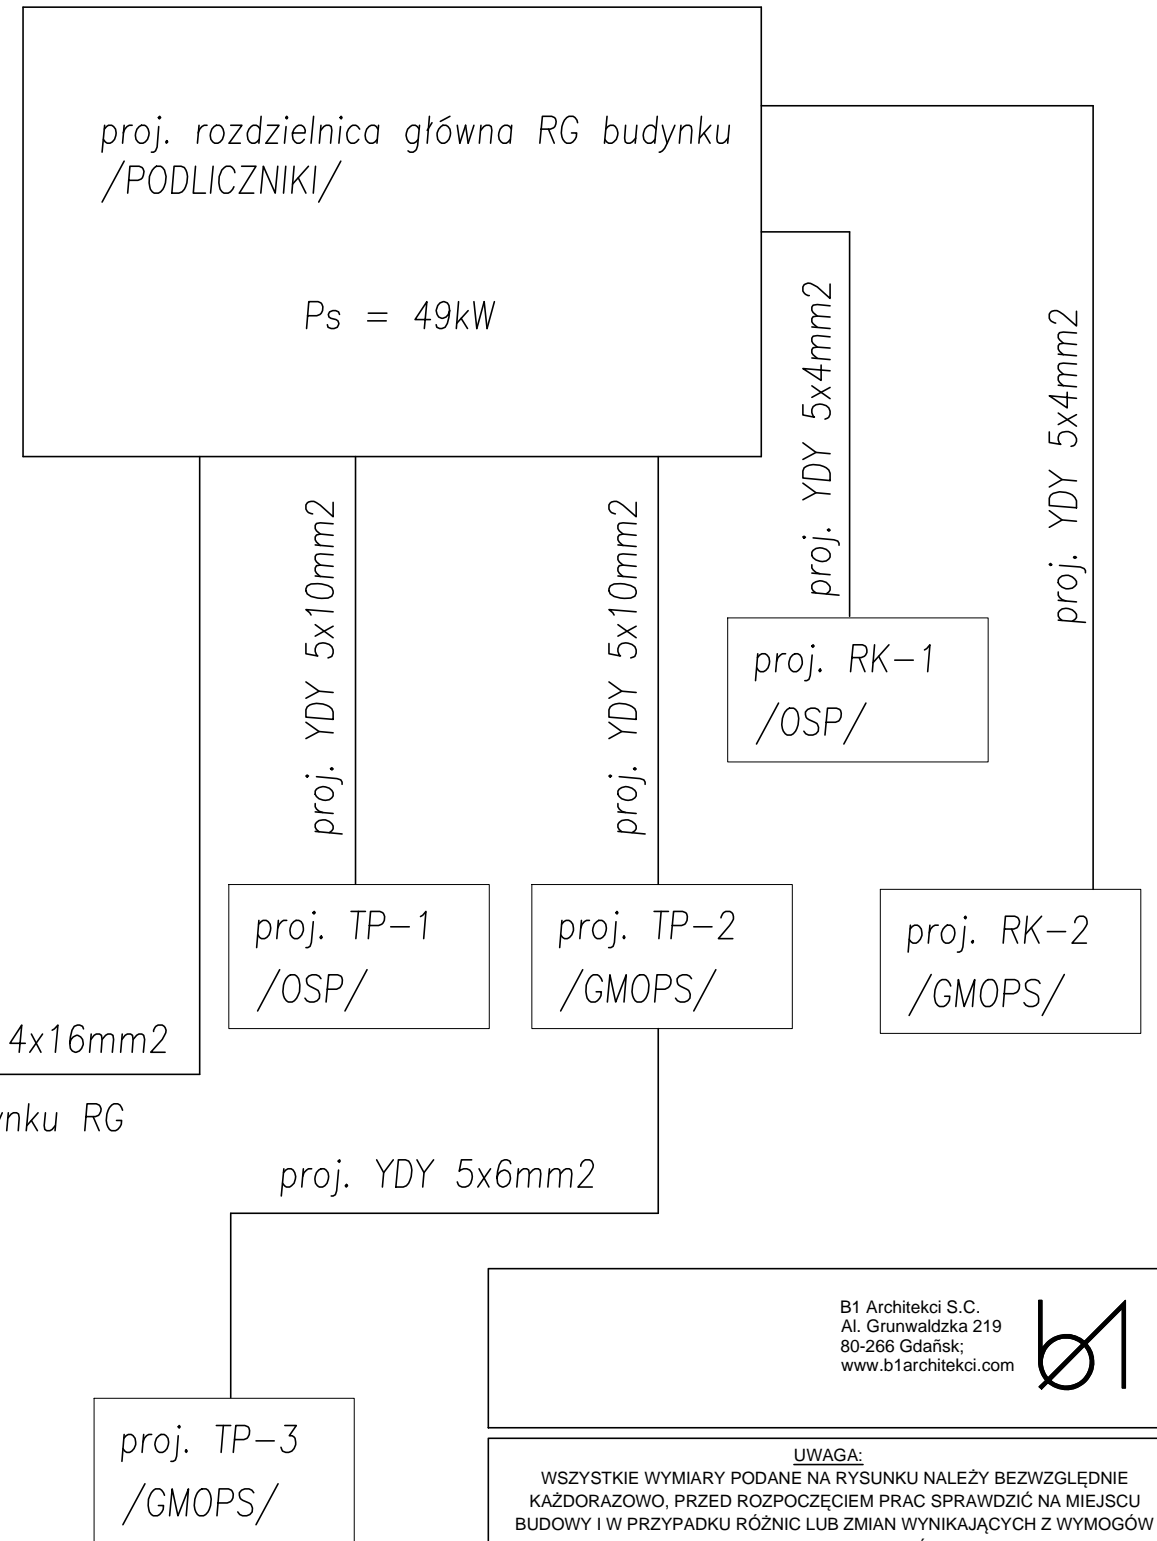 proj. rozdzielnica główna RG budynku
/PODLICZNIKI/
Ps = 49kW
proj. YDY 5x10mm2
proj. YDY 5x10mm2
proj. YDY 5x4mm2
proj. YDY 5x4mm2
proj. RK-1
/OSP/
proj. TP-1
/OSP/
proj. TP-2
/GMOPS/
proj. RK-2
/GMOPS/
4x16mm2
RG
proj. YDY 5x6mm2
proj. TP-3
/GMOPS/
B1 Architekci S.C.
Al. Grunwaldzka 219
80-266 Gdañsk;
www.b1architekci.com
b1
UWAGA:
WSZYSTKIE WYMIARY PODANE NA RYSUNKU NALEŻY BEZWZGLĘDNIE
KAŻDORAZOWO, PRZED ROZPOCZĘCIEM PRAC SPRAWDZIĆ NA MIEJSCU
BUDOWY I W PRZYPADKU RÓŻNIC LUB ZMIAN WYNIKAJĄCYCH Z WYMOGÓW